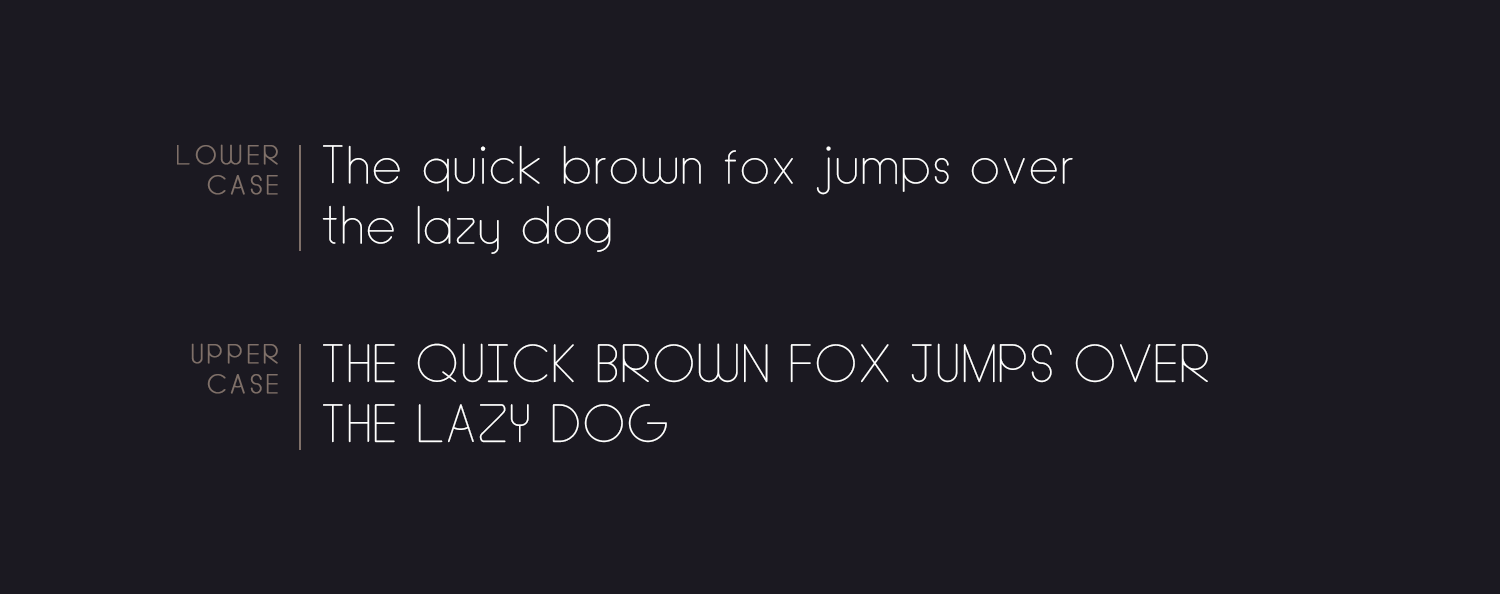 LOWER
CASE
The quick brown fox jumps over
the lazy dog
UPPER
CASE
THE QUICK BROWN FOX JUMPS OVER
THE LAZY DOG